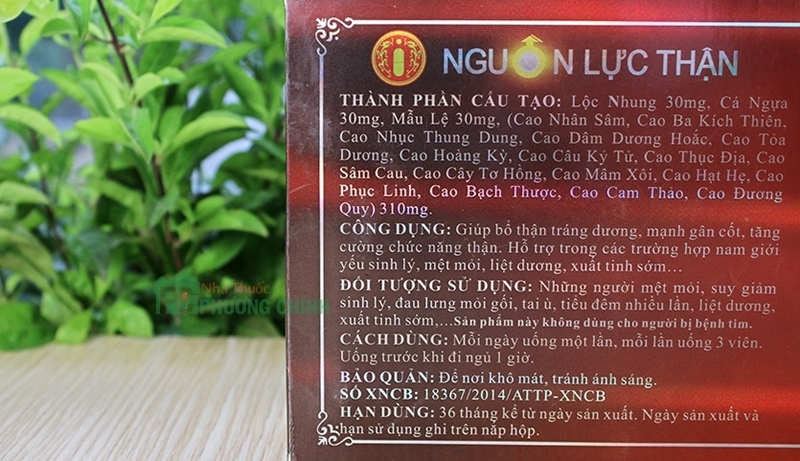 NGUỒN LỰC THẬN
THÀNH PHẦN CẤU TẠO: Lộc Nhung 30mg, Cá Ngựa
30mg, Mẫu Lệ 30mg, (Cao Nhân Sâm, Cao Ba Kích Thiên,
Cao Nhục Thung Dung, Cao Dâm Dương Hoắc, Cao Tỏa
Dương, Cao Hoàng Kỳ, Cao Câu Kỷ Tử, Cao Thục Địa, Cao
Sâm Cau, Cao Cây Tơ Hồng, Cao Mâm Xôi, Cao Hạt Hẹ, Cao
Phục Linh, Cao Bạch Thược, Cao Cam Thảo, Cao Đương
Quy) 310mg.
CÔNG DỤNG: Giúp bổ thận tráng dương, mạnh gân cốt, tăng
cường chức năng thận. Hỗ trợ trong các trường hợp nam giới
yếu sinh lý, mệt mỏi, liệt dương, xuất tinh sớm...
ĐỐI TƯỢNG SỬ DỤNG: Những người mệt mỏi, suy giảm
sinh lý, đau lưng mỏi gối, tai ù, tiểu đêm nhiều lần, liệt dương,
xuất tinh sớm,...Sản phẩm này không dùng cho người bị bệnh tim.
CÁCH DÙNG: Mỗi ngày uống một lần, mỗi lần uống 3 viên.
Uống trước khi đi ngủ 1 giờ.
BẢO QUẢN: Để nơi khô mát, tránh ánh sáng.
SỐ XNCB: 18367/2014/ATTP-XNCB
HẠN DÙNG: 36 tháng kể từ ngày sản xuất. Ngày sản xuất và
hạn sử dụng ghi trên nắp hộp.
Nhà Thuốc
PHƯƠNG CHINH